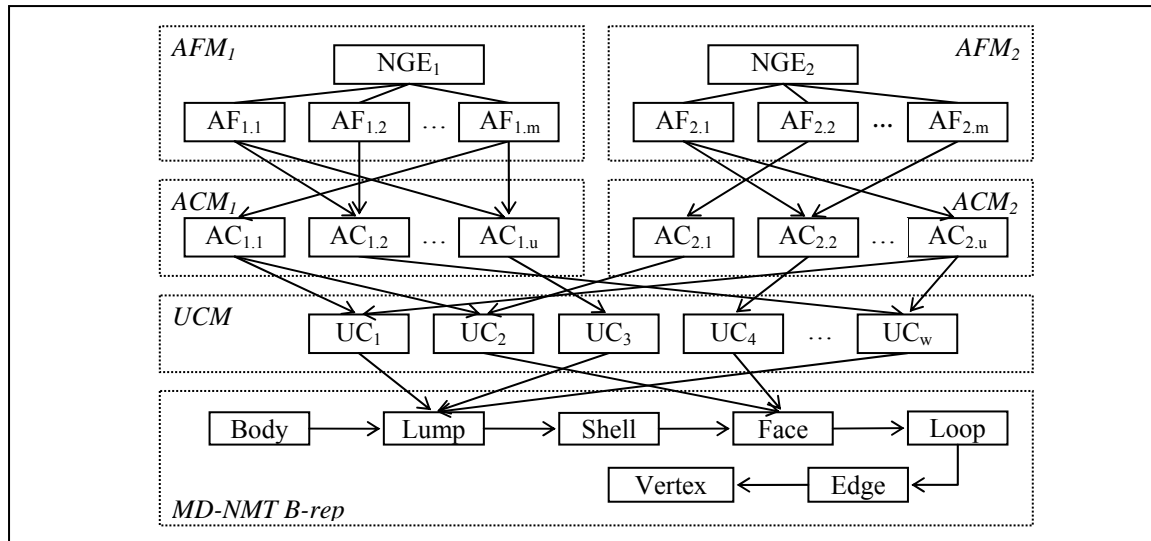 AFM₁ AFM₂
NGE₁ NGE₂
AF₁.₁ AF₁.₂ … AF₁.m AF₂.₁ AF₂.₂ ... AF₂.m
ACM₁ ACM₂
AC₁.₁ AC₁.₂ … AC₁.u AC₂.₁ AC₂.₂ … AC₂.u
UCM
UC₁ UC₂ UC₃ UC₄ … UCw
Body Lump Shell Face Loop
Vertex Edge
MD-NMT B-rep